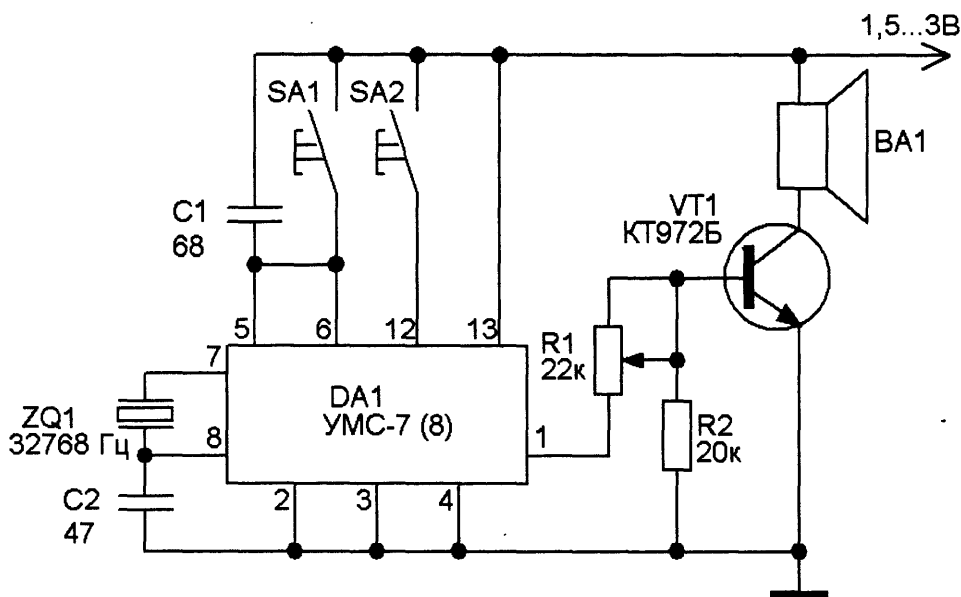 1,5...3В
SA1
SA2
BA1
C1
68
VT1
КТ972Б
5
6
12
13
7
R1
22к
DA1
УМС-7 (8)
ZQ1
32768 Гц
8
1
R2
20к
C2
47
2
3
4